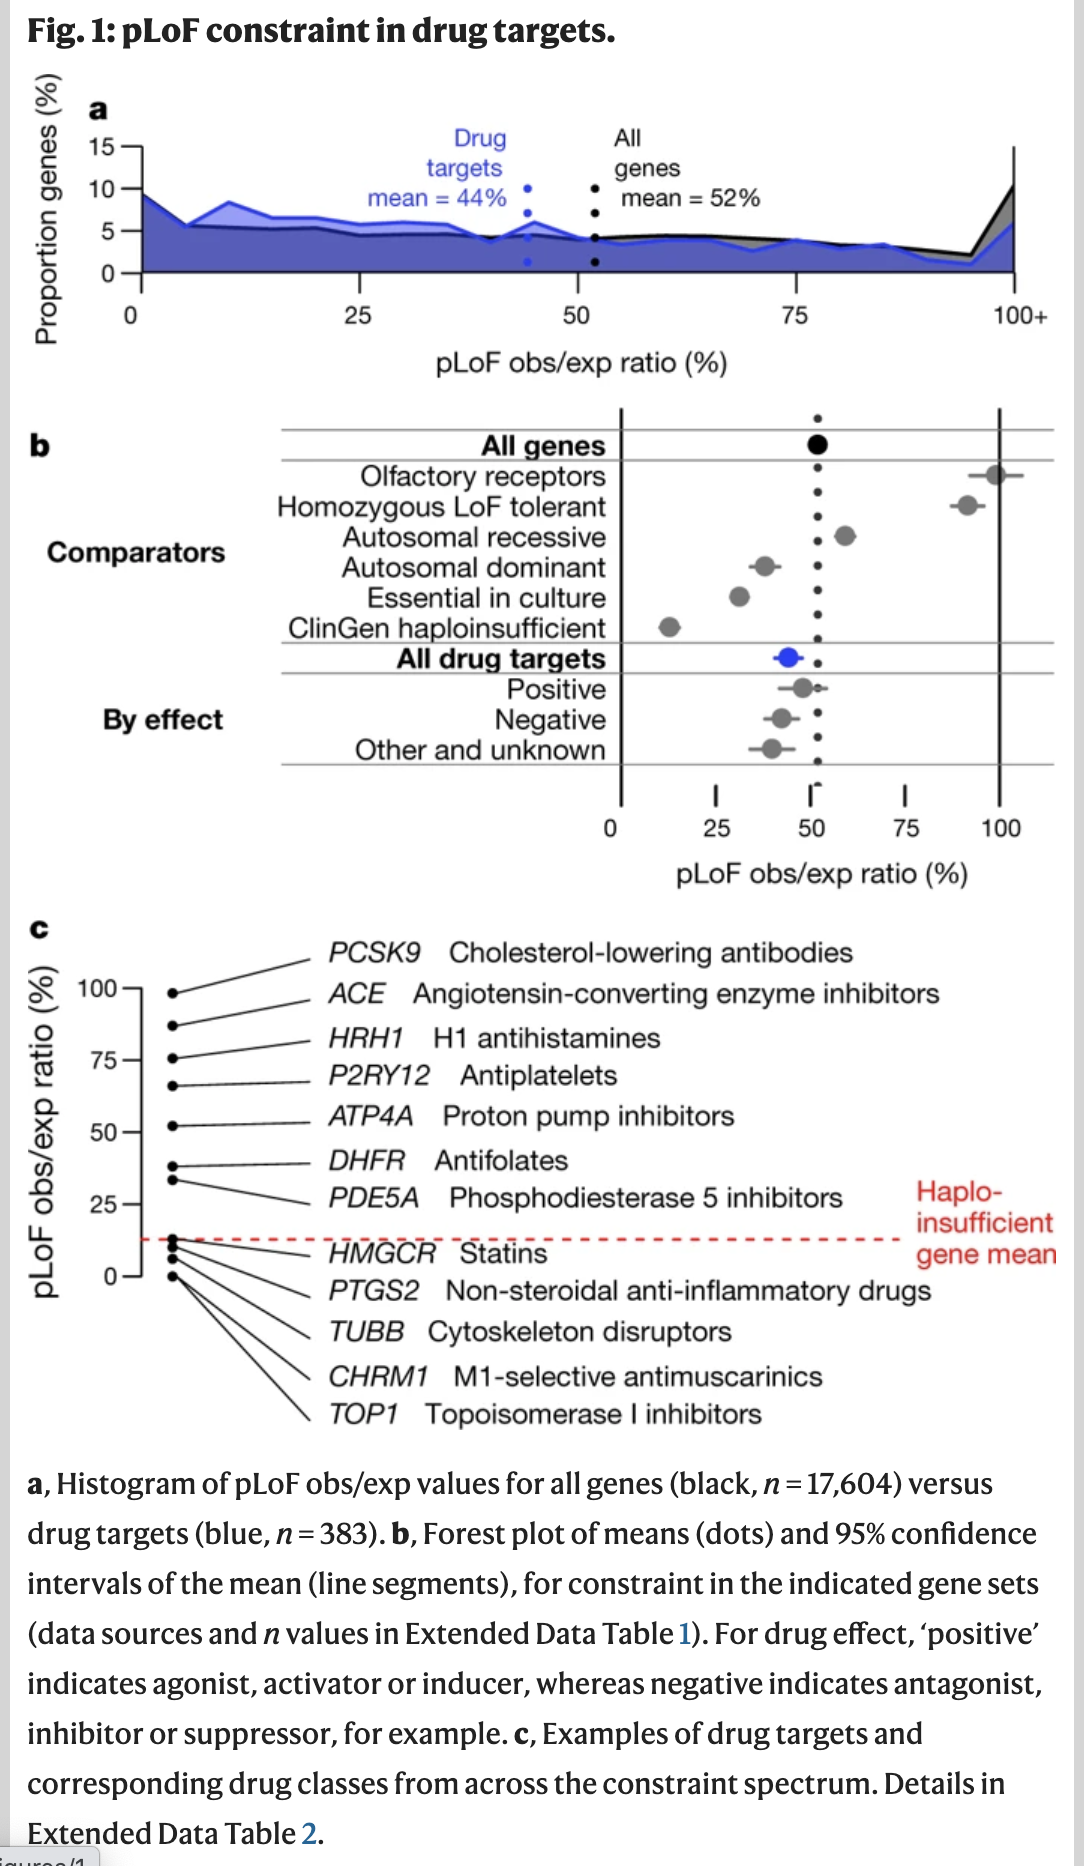 Fig. 1: pLoF constraint in drug targets.
a
Proportion genes (%)
15
10
5
0
Drug
targets
mean = 44%
All
genes
mean = 52%
0
25
50
75
100+
pLoF obs/exp ratio (%)
b
All genes
Comparators
Olfactory receptors
Homozygous LoF tolerant
Autosomal recessive
Autosomal dominant
Essential in culture
ClinGen haploinsufficient
All drug targets
By effect
Positive
Negative
Other and unknown
0
25
50
75
100
pLoF obs/exp ratio (%)
c
pLoF obs/exp ratio (%)
100
75
50
25
0
PCSK9 Cholesterol-lowering antibodies
ACE Angiotensin-converting enzyme inhibitors
HRH1 H1 antihistamines
P2RY12 Antiplatelets
ATP4A Proton pump inhibitors
DHFR Antifolates
PDE5A Phosphodiesterase 5 inhibitors
Haplo-
insufficient
gene mean
HMGCR Statins
PTGS2 Non-steroidal anti-inflammatory drugs
TUBB Cytoskeleton disruptors
CHRM1 M1-selective antimuscarinics
TOP1 Topoisomerase I inhibitors
a, Histogram of pLoF obs/exp values for all genes (black, n = 17,604) versus
drug targets (blue, n = 383). b, Forest plot of means (dots) and 95% confidence
intervals of the mean (line segments), for constraint in the indicated gene sets
(data sources and n values in Extended Data Table 1). For drug effect, ‘positive’
indicates agonist, activator or inducer, whereas negative indicates antagonist,
inhibitor or suppressor, for example. c, Examples of drug targets and
corresponding drug classes from across the constraint spectrum. Details in
Extended Data Table 2.